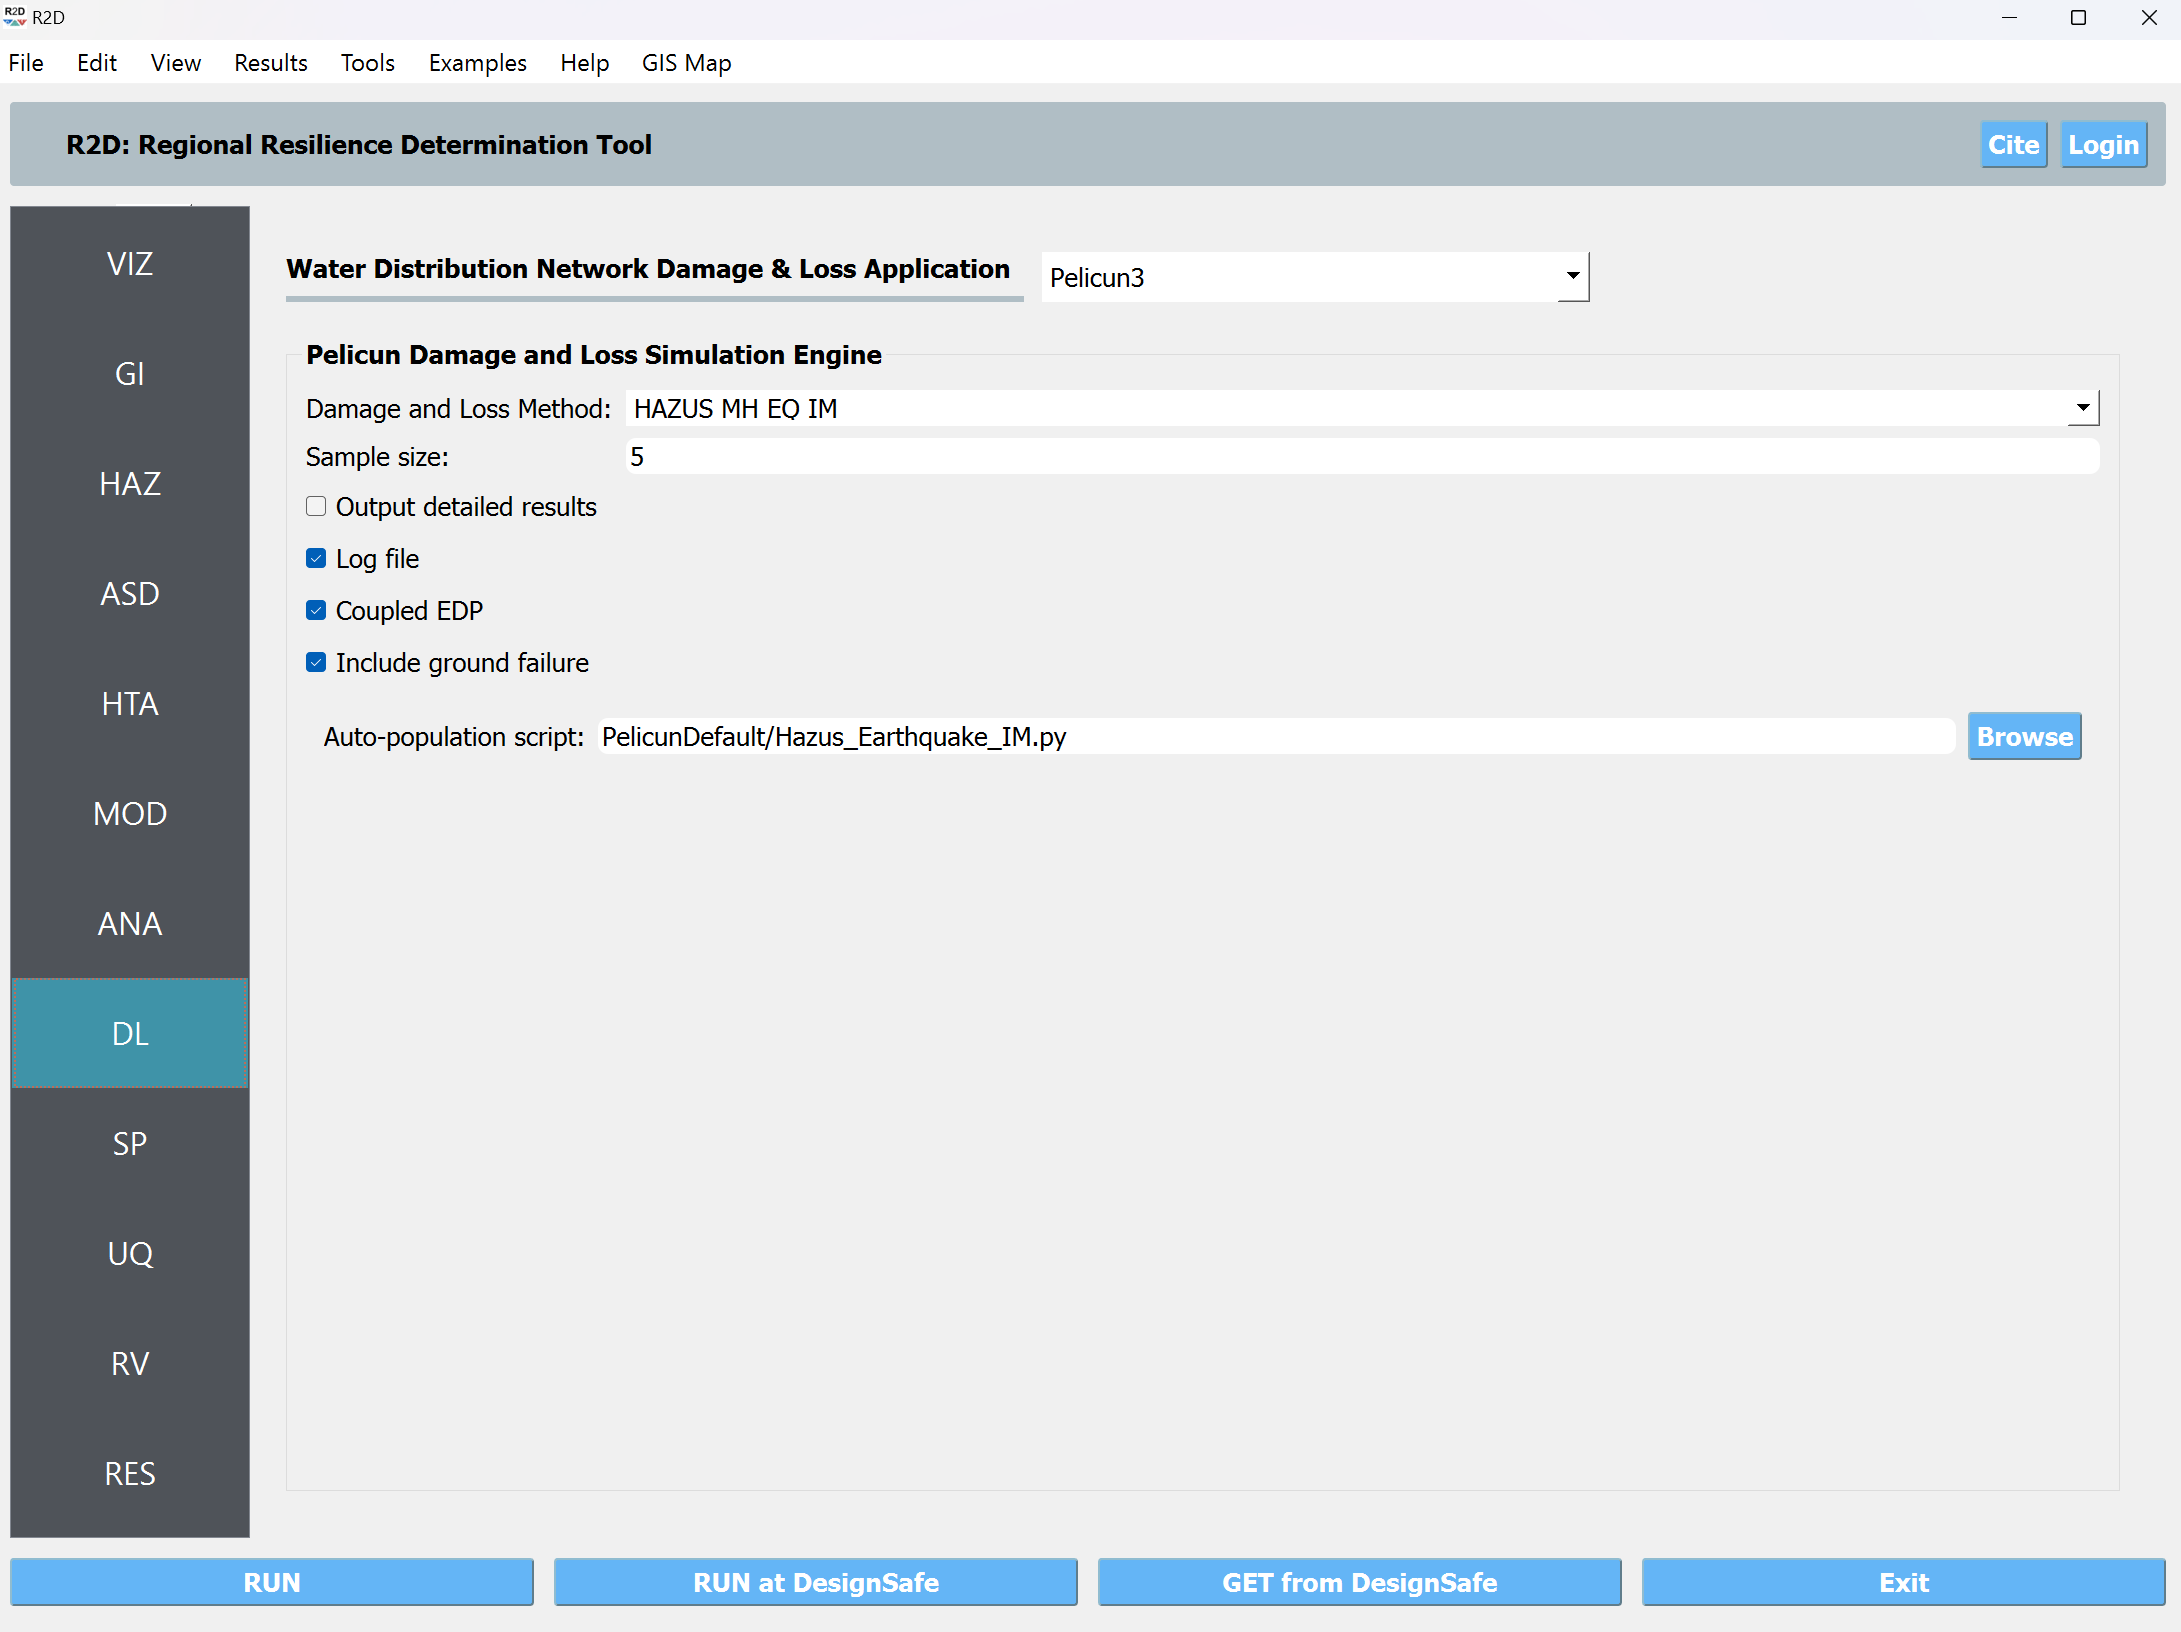 R2D R2D
File Edit View Results Tools Examples Help GIS Map
R2D: Regional Resilience Determination Tool Cite Login
VIZ
GI
HAZ
ASD
HTA
MOD
ANA
DL
SP
UQ
RV
RES
Water Distribution Network Damage & Loss Application Pelicun3
Pelicun Damage and Loss Simulation Engine
Damage and Loss Method: HAZUS MH EQ IM
Sample size: 5
Output detailed results
Log file
Coupled EDP
Include ground failure
Auto-population script: PelicunDefault/Hazus_Earthquake_IM.py Browse
RUN RUN at DesignSafe GET from DesignSafe Exit